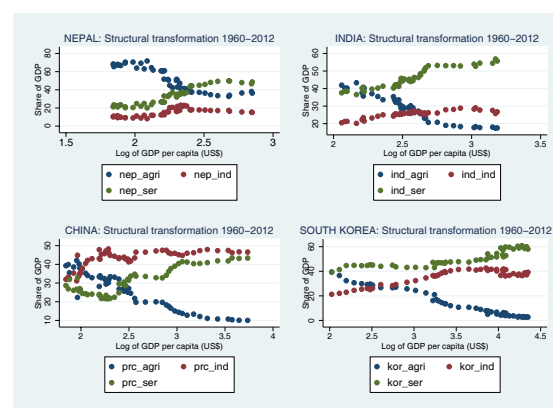 NEPAL: Structural transformation 1960−2012
Share of GDP
0 20 40 60 80
1.5 2 2.5 3
Log of GDP per capita (US$)
nep_agri nep_ind
nep_ser
INDIA: Structural transformation 1960−2012
Share of GDP
20 30 40 50 60
2 2.5 3 3.5
Log of GDP per capita (US$)
ind_agri ind_ind
ind_ser
CHINA: Structural transformation 1960−2012
Share of GDP
10 20 30 40 50
2 2.5 3 3.5 4
Log of GDP per capita (US$)
prc_agri prc_ind
prc_ser
SOUTH KOREA: Structural transformation 1960−2012
Share of GDP
0 20 40 60
2 2.5 3 3.5 4 4.5
Log of GDP per capita (US$)
kor_agri kor_ind
kor_ser